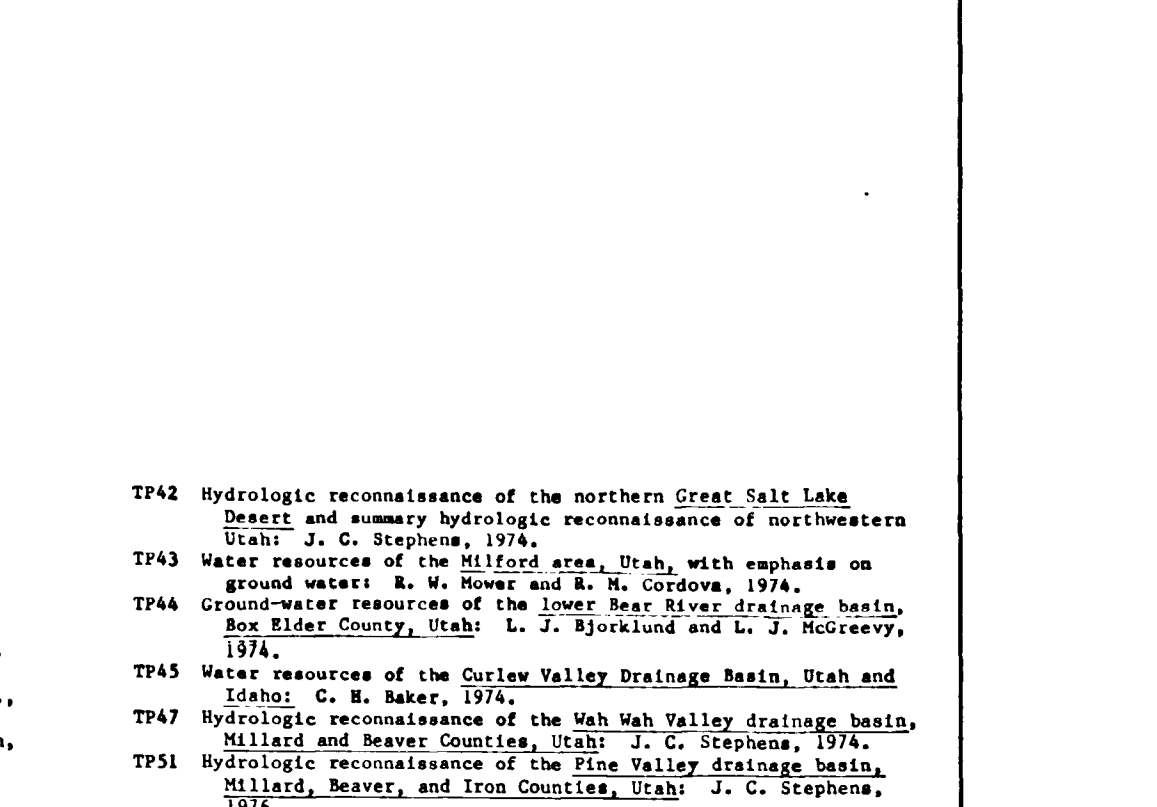 TP42 Hydrologic reconnaissance of the northern Great Salt Lake
Desert and summary hydrologic reconnaissance of northwestern
Utah: J. C. Stephens, 1974.
TP43 Water resources of the Milford area, Utah, with emphasis on
ground water: R. W. Mower and R. M. Cordova, 1974.
TP44 Ground-water resources of the lower Bear River drainage basin,
Box Elder County, Utah: L. J. Bjorklund and L. J. McGreevy,
1974.
TP45 Water resources of the Curlew Valley Drainage Basin, Utah and
Idaho: C. H. Baker, 1974.
TP47 Hydrologic reconnaissance of the Wah Wah Valley drainage basin,
Millard and Beaver Counties, Utah: J. C. Stephens, 1974.
TP51 Hydrologic reconnaissance of the Pine Valley drainage basin,
Millard, Beaver, and Iron Counties, Utah: J. C. Stephens,
1976